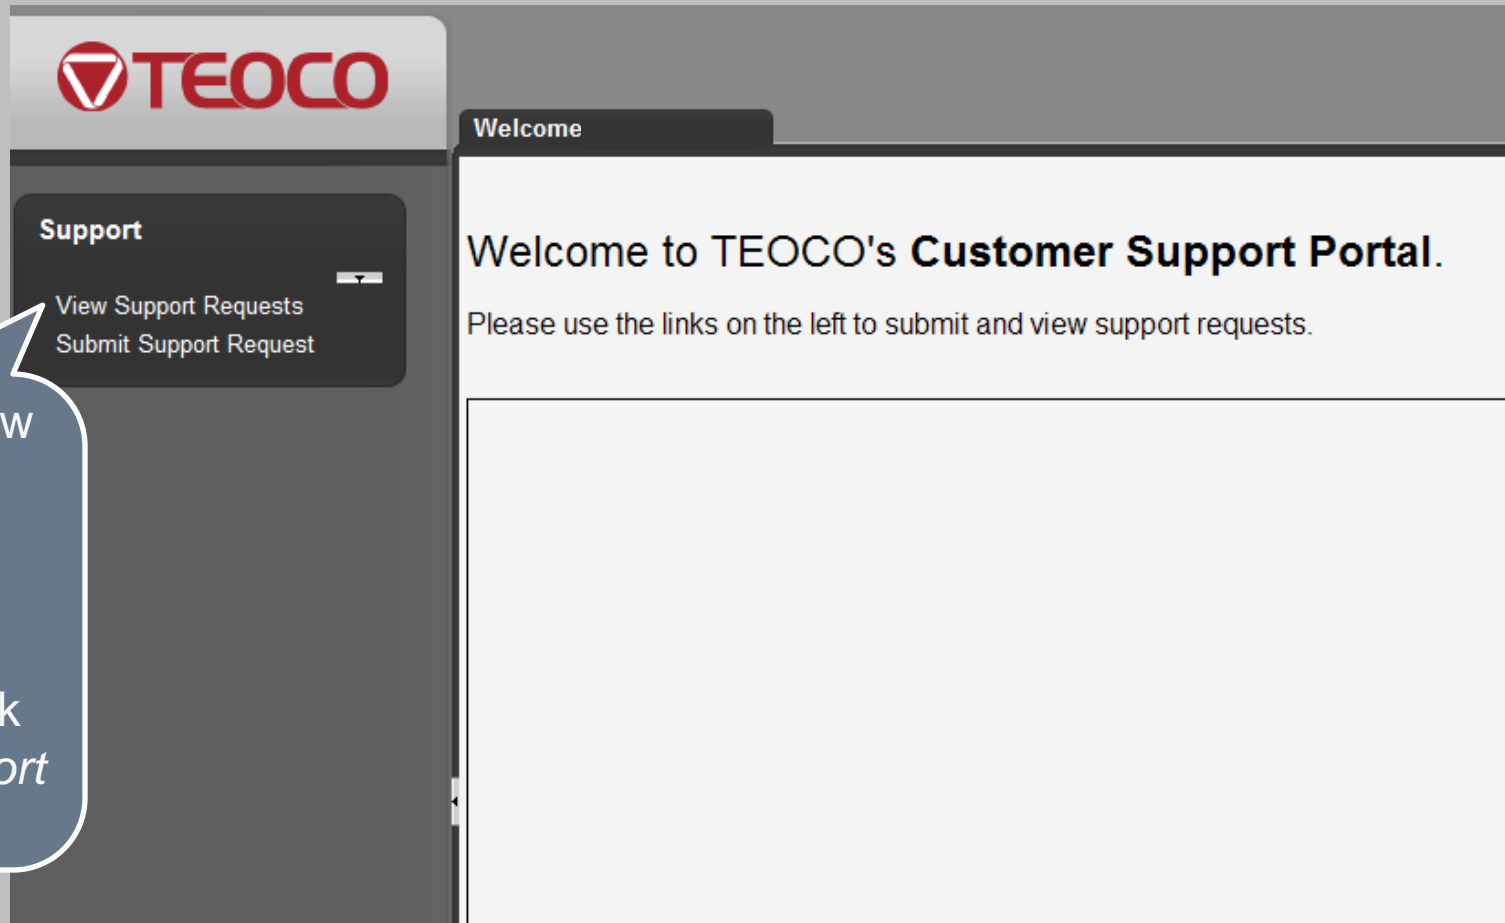 TEOCO
Welcome
Support
View Support Requests
Submit Support Request
Welcome to TEOCO's Customer Support Portal.
Please use the links on the left to submit and view support requests.